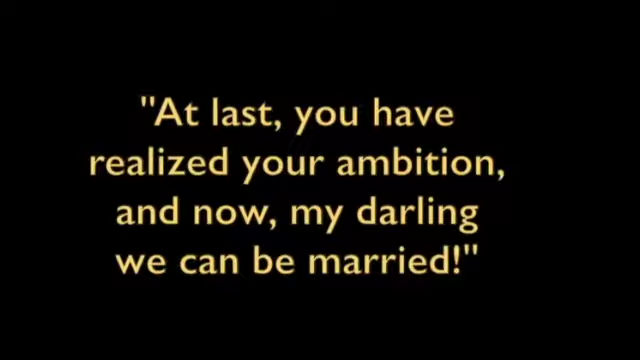 "At last, you have
realized your ambition,
and now, my darling
we can be married!"